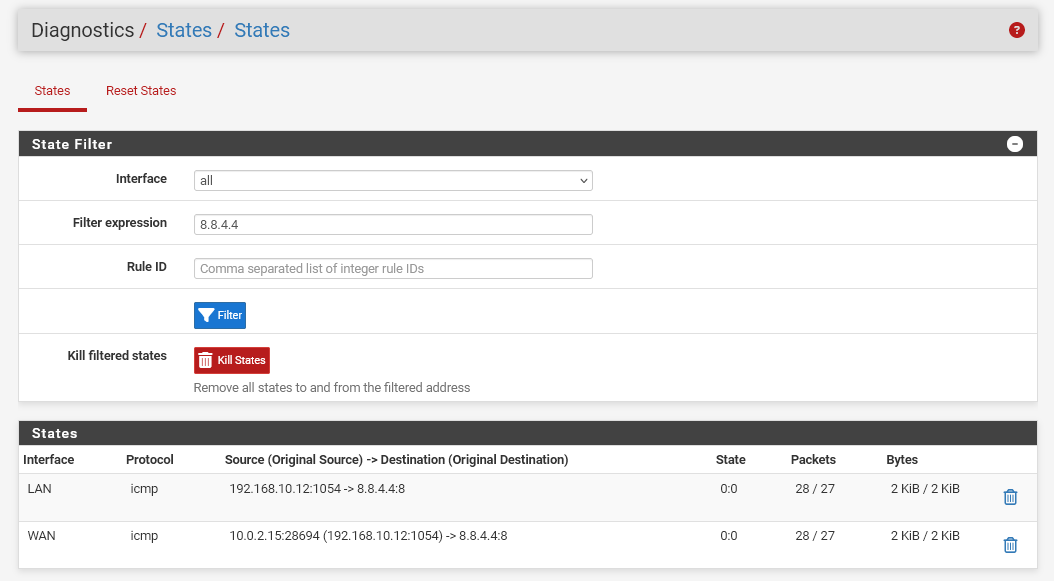 Diagnostics / States / States
?
States Reset States
State Filter
Interface all
Filter expression 8.8.4.4
Rule ID Comma separated list of integer rule IDs
Filter
Kill filtered states Kill States
Remove all states to and from the filtered address
States
Interface Protocol Source (Original Source) -> Destination (Original Destination) State Packets Bytes
LAN icmp 192.168.10.12:1054 -> 8.8.4.4:8 0:0 28 / 27 2 KiB / 2 KiB
WAN icmp 10.0.2.15:28694 (192.168.10.12:1054) -> 8.8.4.4:8 0:0 28 / 27 2 KiB / 2 KiB